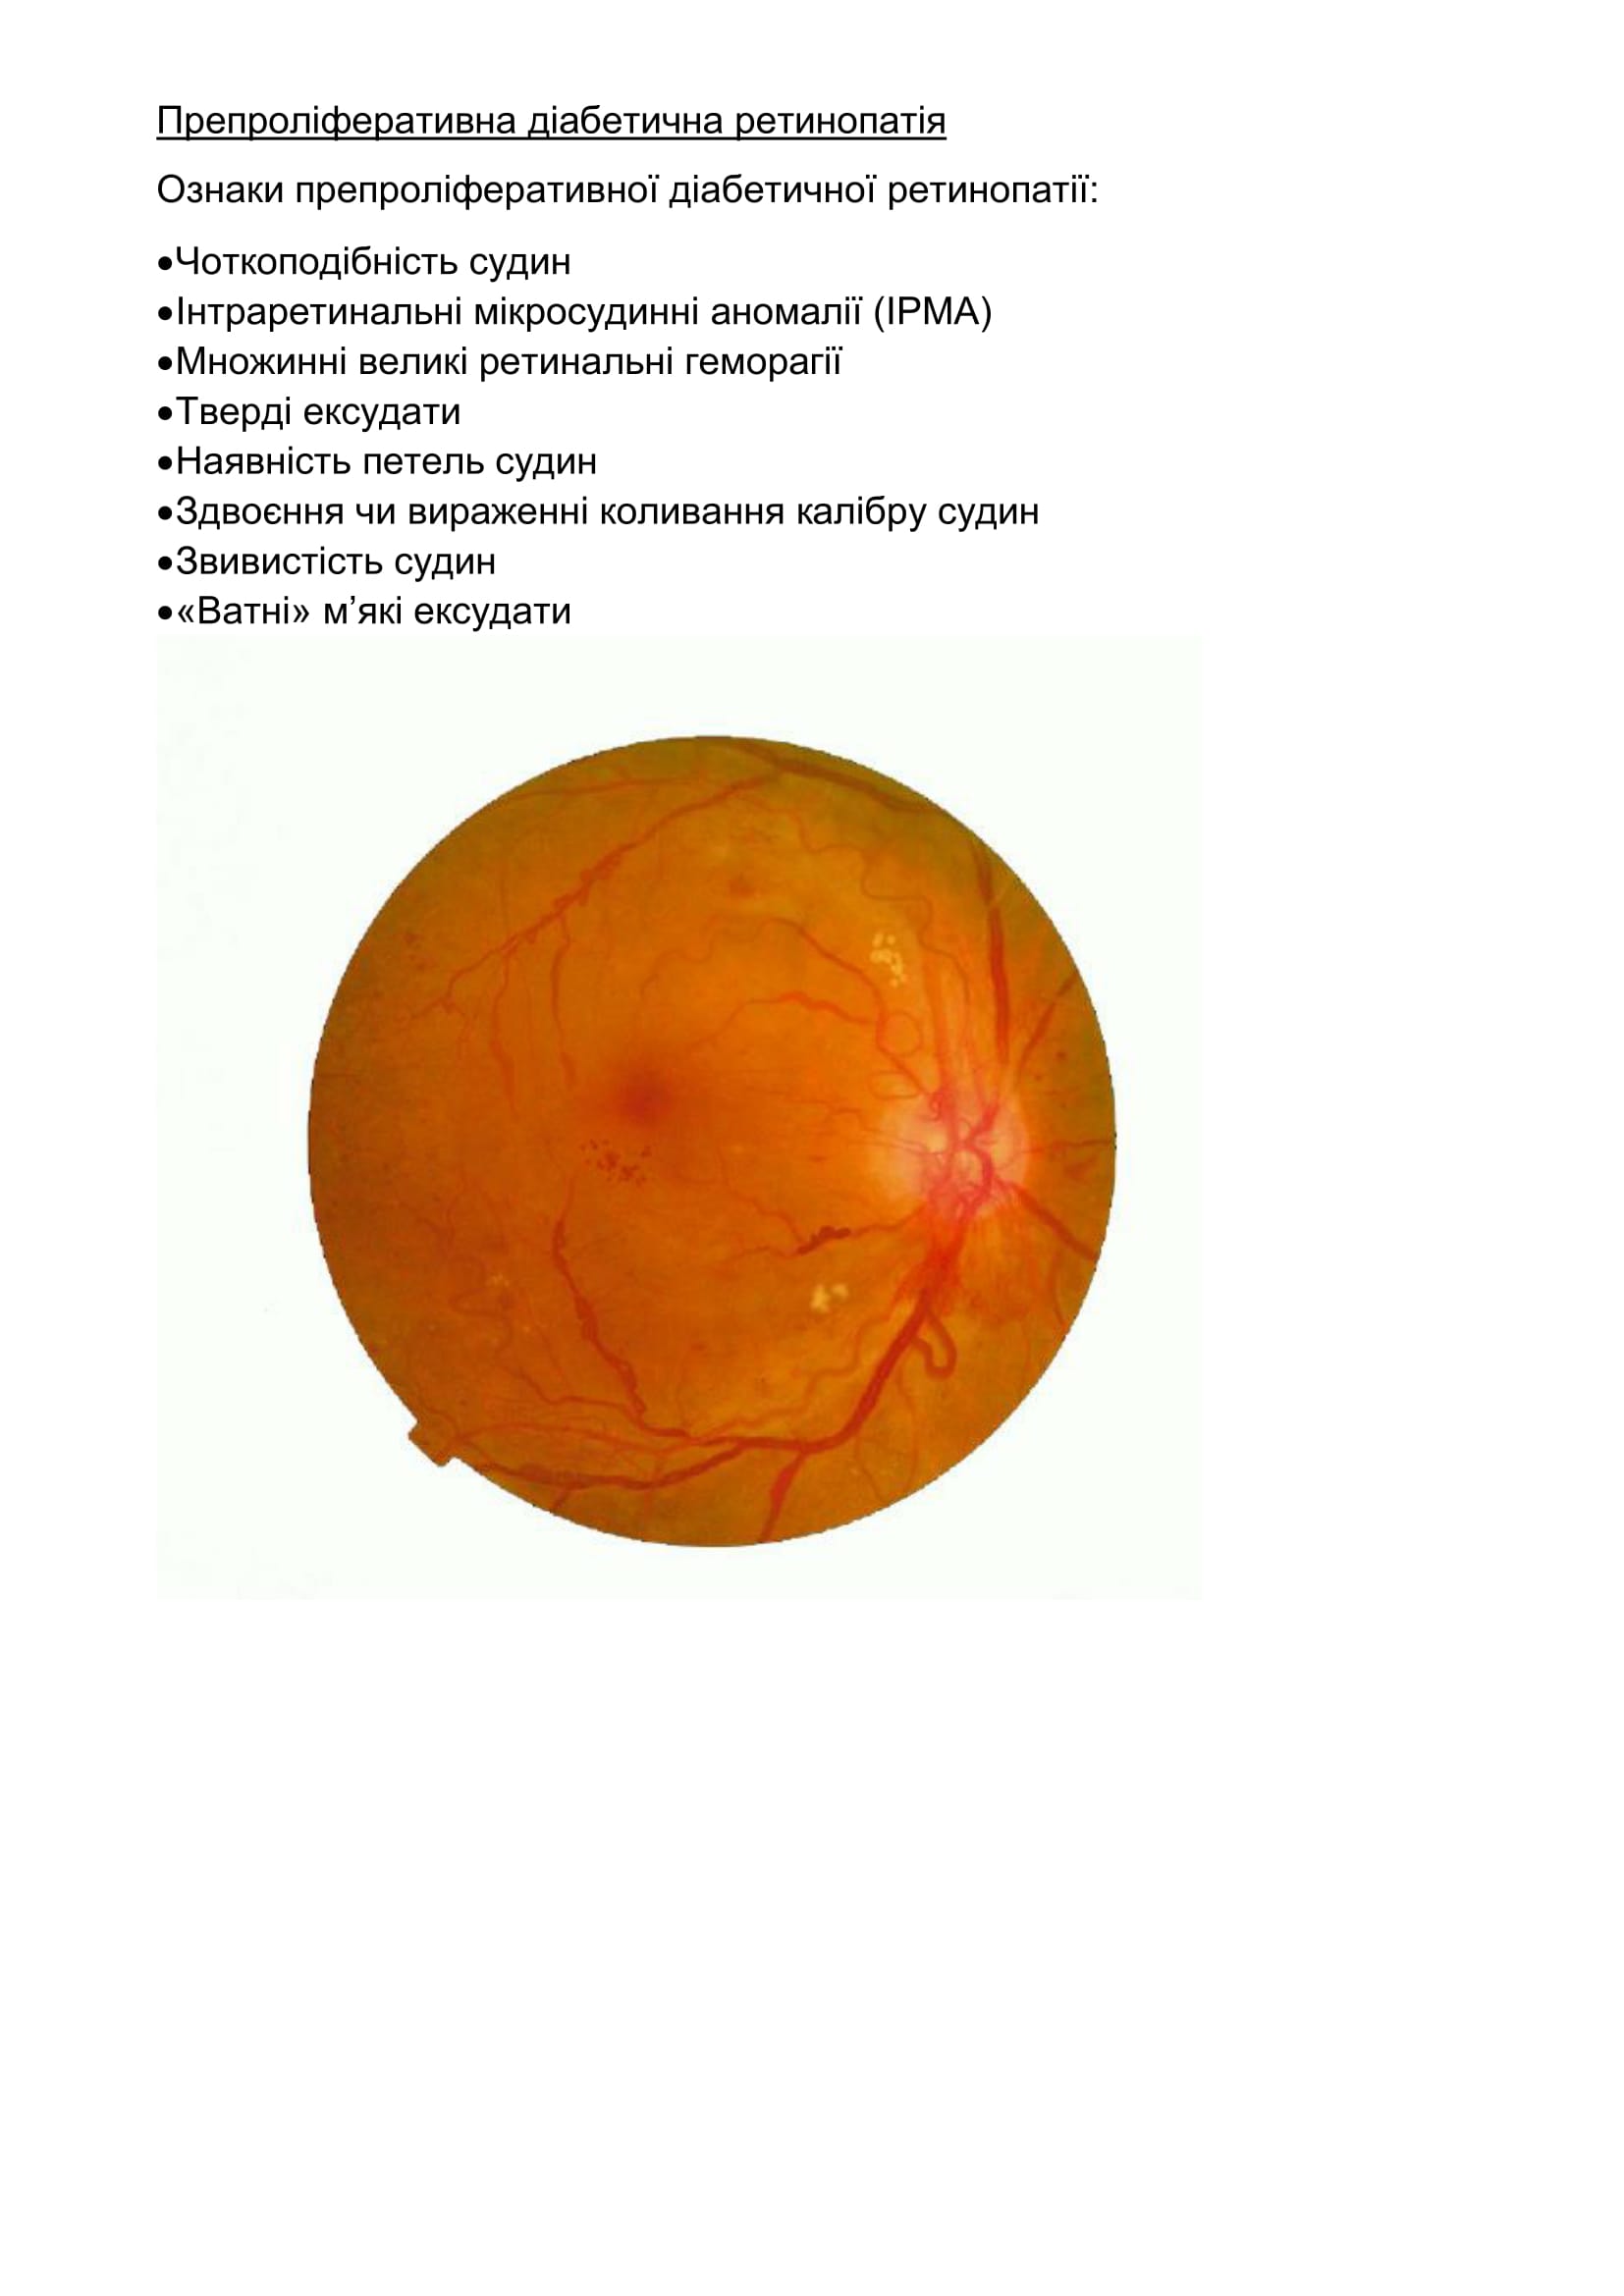 Препроліферативна діабетична ретинопатія
Ознаки препроліферативної діабетичної ретинопатії:
•Чоткоподібність судин
•Інтраретинальні мікросудинні аномалії (ІРМА)
•Множинні великі ретинальні геморагії
•Тверді ексудати
•Наявність петель судин
•Здвоєння чи вираженні коливання калібру судин
•Звивистість судин
•«Ватні» м’які ексудати